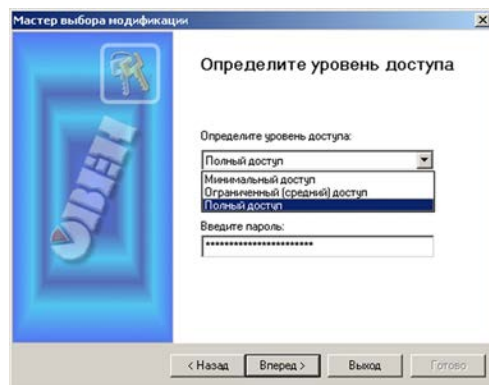 Мастер выбора модификации
Определите уровень доступа
ОВЕН
Определите уровень доступа:
Полный доступ
Минимальный доступ
Ограниченный (средний) доступ
Полный доступ
Введите пароль:
***********************
< Назад
Вперед >
Выход
Готово